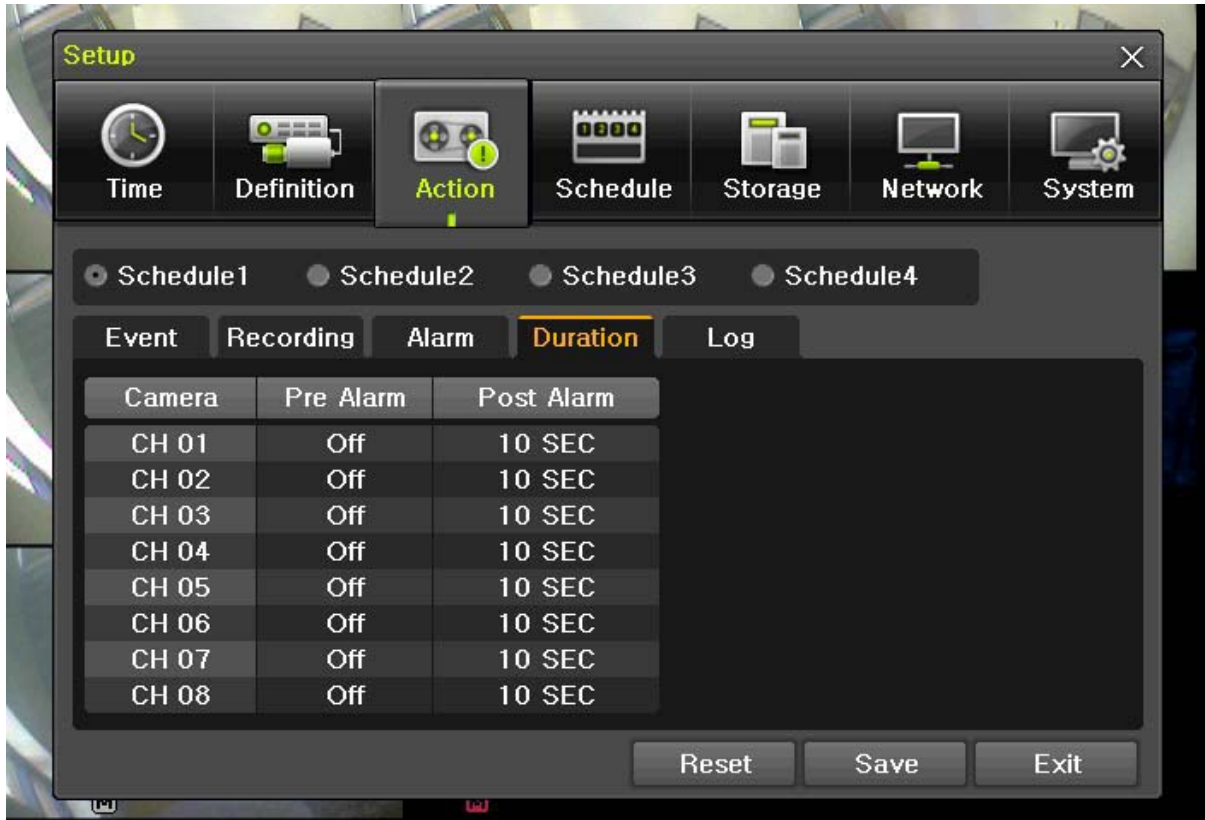 Setup
Time Definition Action Schedule Storage Network System
Schedule1 Schedule2 Schedule3 Schedule4
Event Recording Alarm Duration Log
Camera Pre Alarm Post Alarm
CH 01 Off 10 SEC
CH 02 Off 10 SEC
CH 03 Off 10 SEC
CH 04 Off 10 SEC
CH 05 Off 10 SEC
CH 06 Off 10 SEC
CH 07 Off 10 SEC
CH 08 Off 10 SEC
Reset Save Exit